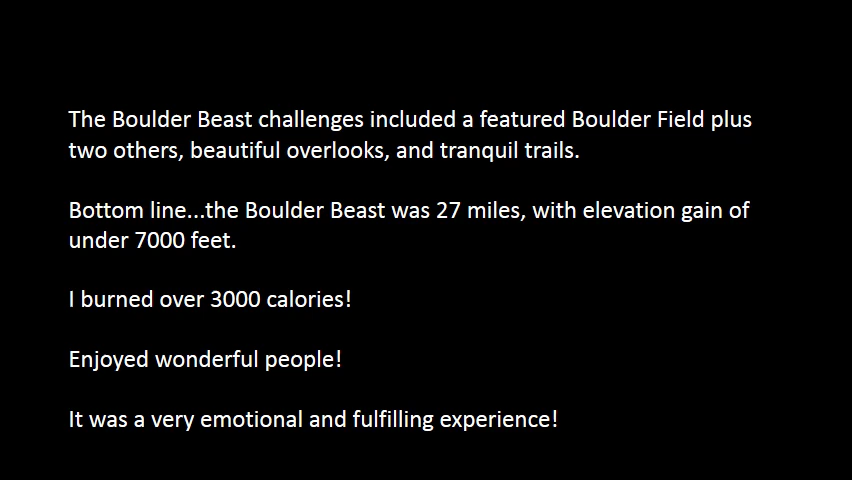 The Boulder Beast challenges included a featured Boulder Field plus
two others, beautiful overlooks, and tranquil trails.
Bottom line...the Boulder Beast was 27 miles, with elevation gain of
under 7000 feet.
I burned over 3000 calories!
Enjoyed wonderful people!
It was a very emotional and fulfilling experience!